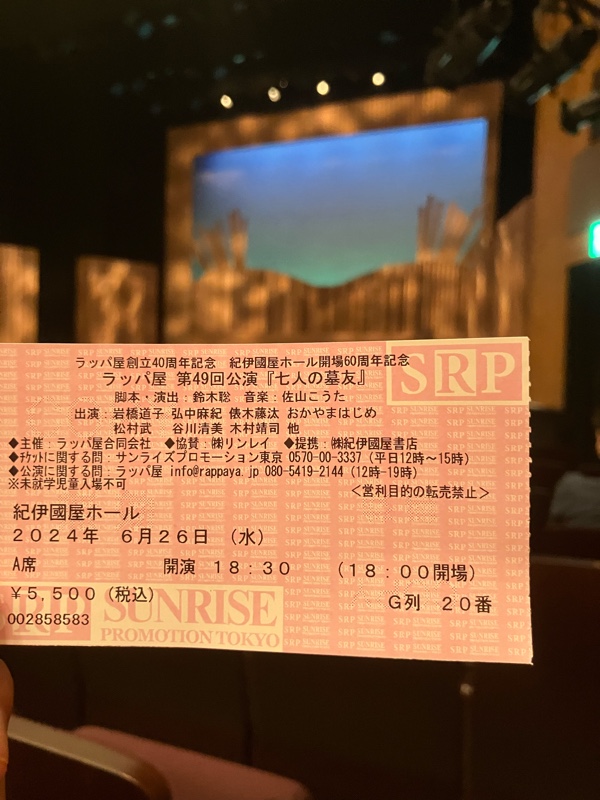 ラッパ屋創立40周年記念 紀伊國屋ホール開場60周年記念
ラッパ屋 第49回公演『七人の墓友』
SRP
脚本・演出：鈴木聡 音楽：佐山こうた
出演：岩橋道子 弘中麻紀 俵木藤汰 おかやまはじめ
松村武 谷川清美 木村靖司 他
◆主催：ラッパ屋合同会社 ◆協賛：㈱リンレイ ◆提携：㈱紀伊國屋書店
◆ﾁｹｯﾄに関する問：サンライズプロモーション東京 0570-00-3337（平日12時～15時）
◆公演に関する問：ラッパ屋 info@rappaya.jp 080-5419-2144（12時-19時）
※未就学児童入場不可
＜営利目的の転売禁止＞
紀伊國屋ホール
２０２４年 ６月２６日 （水）
A席 開演 １８：３０ （１８：００開場）
￥５，５００（税込）
Ｇ列 ２０番
002858583
SRP SUNRISE
PROMOTION TOKYO